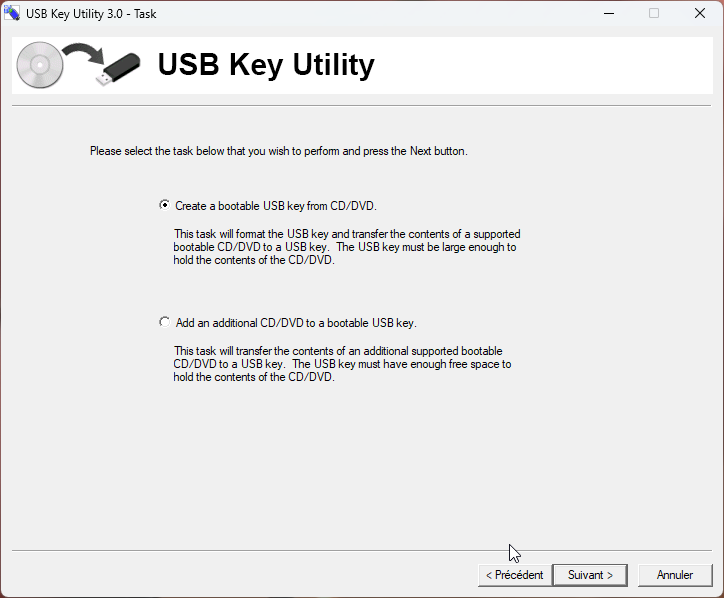 USB Key Utility 3.0 - Task
USB Key Utility
Please select the task below that you wish to perform and press the Next button.
Create a bootable USB key from CD/DVD.
This task will format the USB key and transfer the contents of a supported
bootable CD/DVD to a USB key.  The USB key must be large enough to
hold the contents of the CD/DVD.
Add an additional CD/DVD to a bootable USB key.
This task will transfer the contents of an additional supported bootable
CD/DVD to a USB key.  The USB key must have enough free space to
hold the contents of the CD/DVD.
< Précédent
Suivant >
Annuler